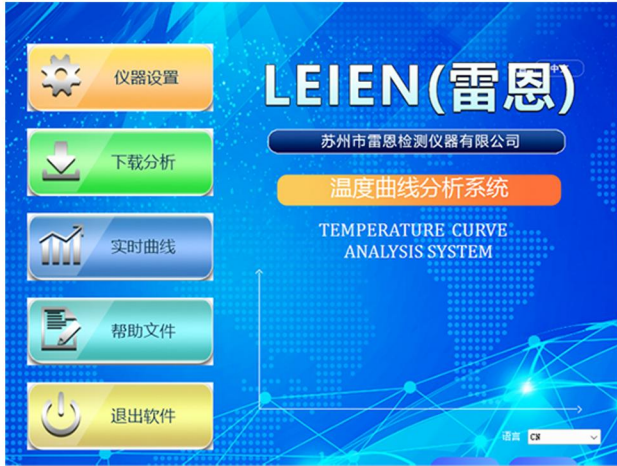 仪器设置
下载分析
实时曲线
帮助文件
退出软件
LEIEN(雷恩)
苏州市雷恩检测仪器有限公司
温度曲线分析系统
TEMPERATURE CURVE
ANALYSIS SYSTEM
语言 CN